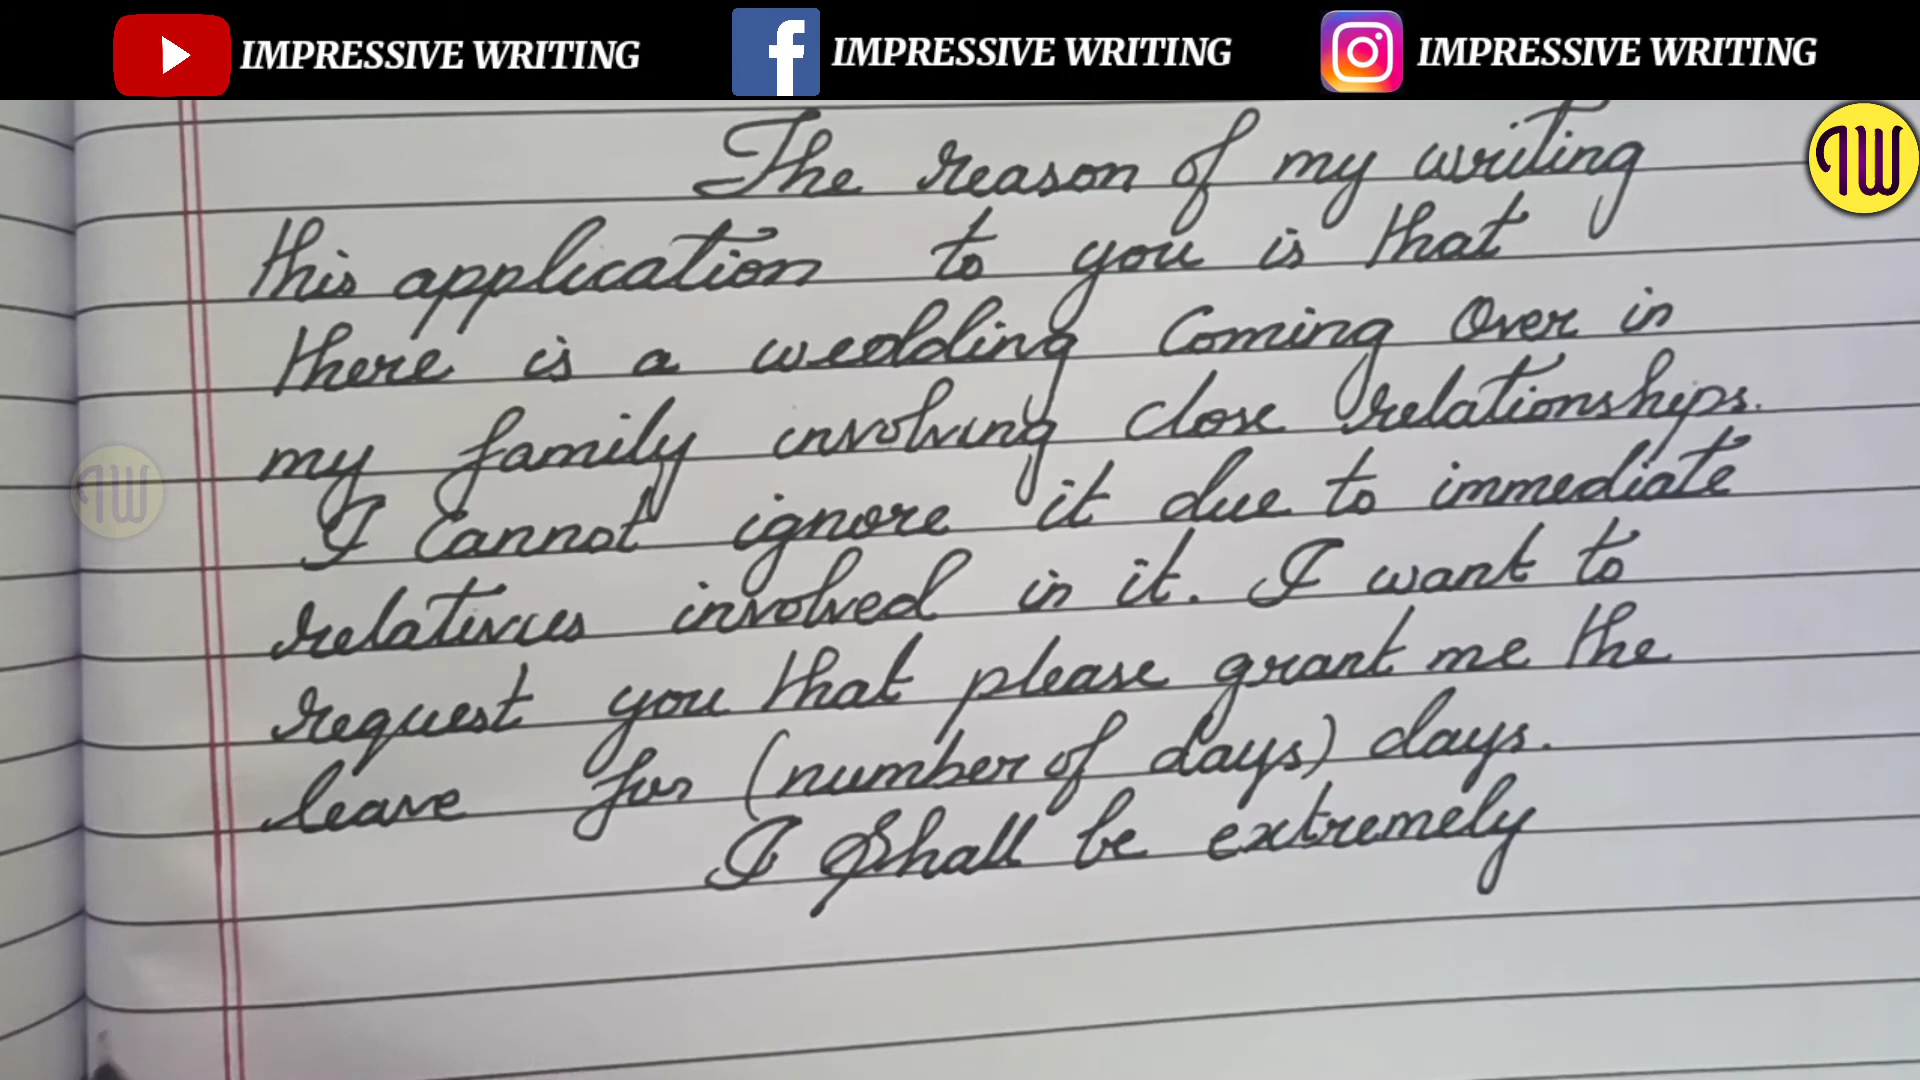 IMPRESSIVE WRITING IMPRESSIVE WRITING IMPRESSIVE WRITING
IW
The reason of my writing
this application to you is that
there is a wedding Coming Over in
my family involving close relationships.
I Cannot ignore it due to immediate
IW
relatives involved in it. I want to
request you that please grant me the
leave for (number of days) days.
I Shall be extremely